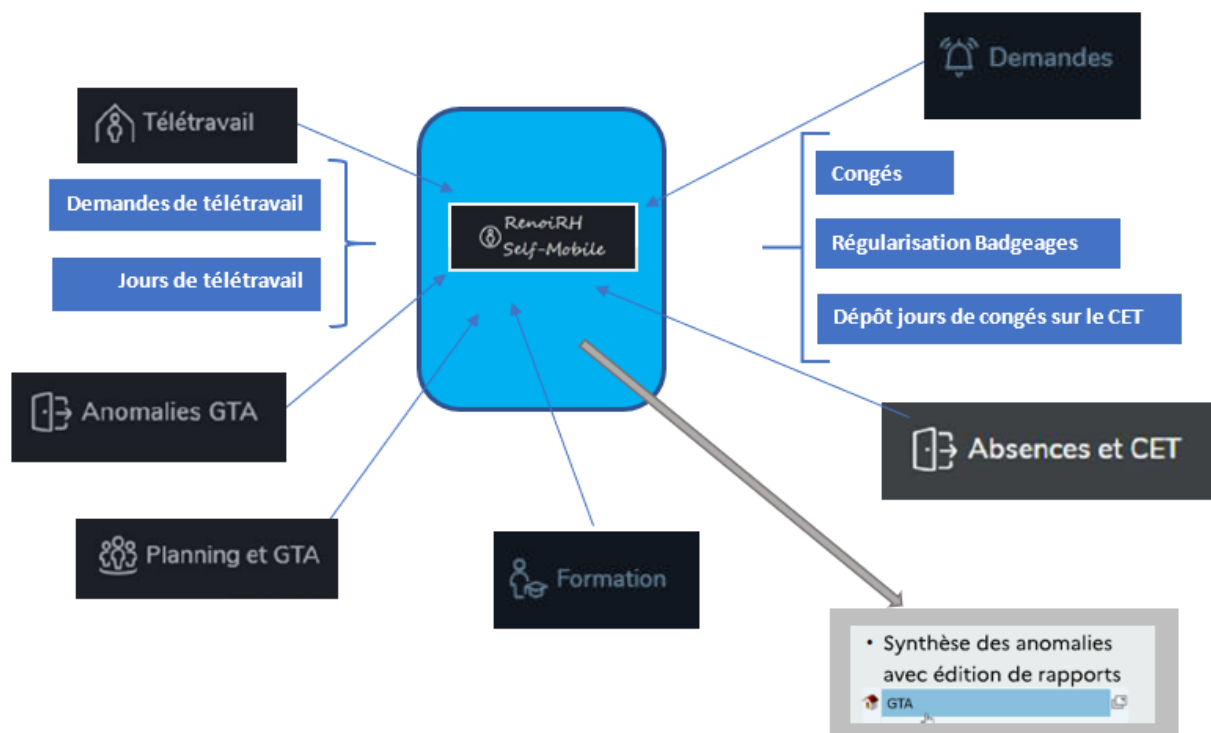 Demandes
Télétravail
Demandes de télétravail
Jours de télétravail
RenoiRH
Self-Mobile
Congés
Régularisation Badgeages
Dépôt jours de congés sur le CET
Anomalies GTA
Absences et CET
Planning et GTA
Formation
• Synthèse des anomalies
avec édition de rapports
GTA